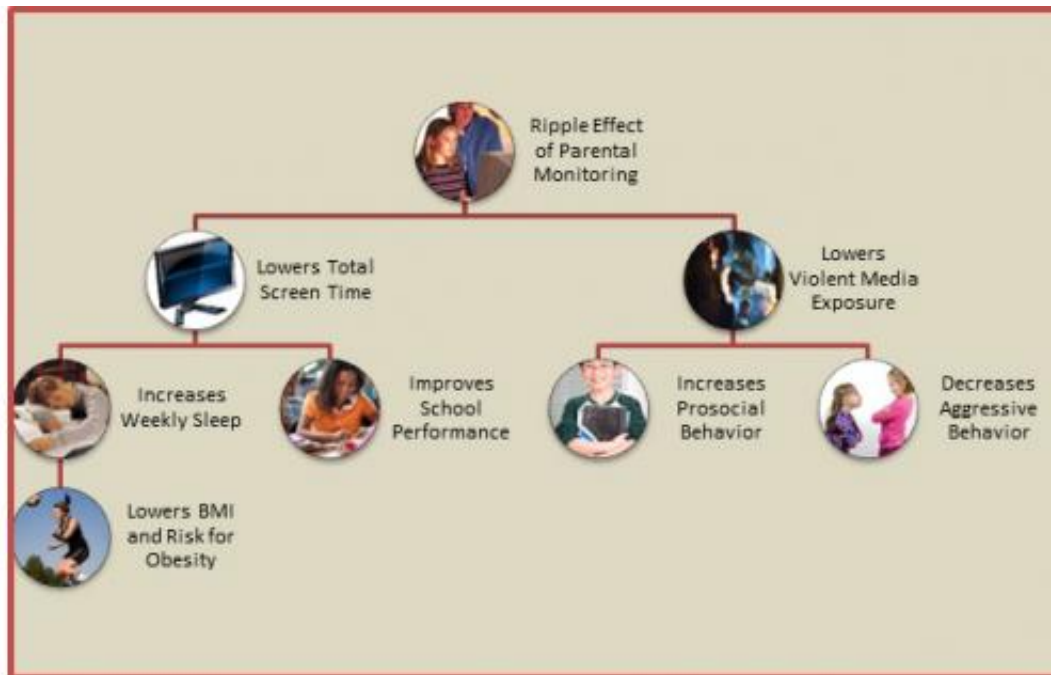 Ripple Effect
of Parental
Monitoring
Lowers Total
Screen Time
Lowers
Violent Media
Exposure
Increases
Weekly Sleep
Improves
School
Performance
Increases
Prosocial
Behavior
Decreases
Aggressive
Behavior
Lowers BMI
and Risk for
Obesity